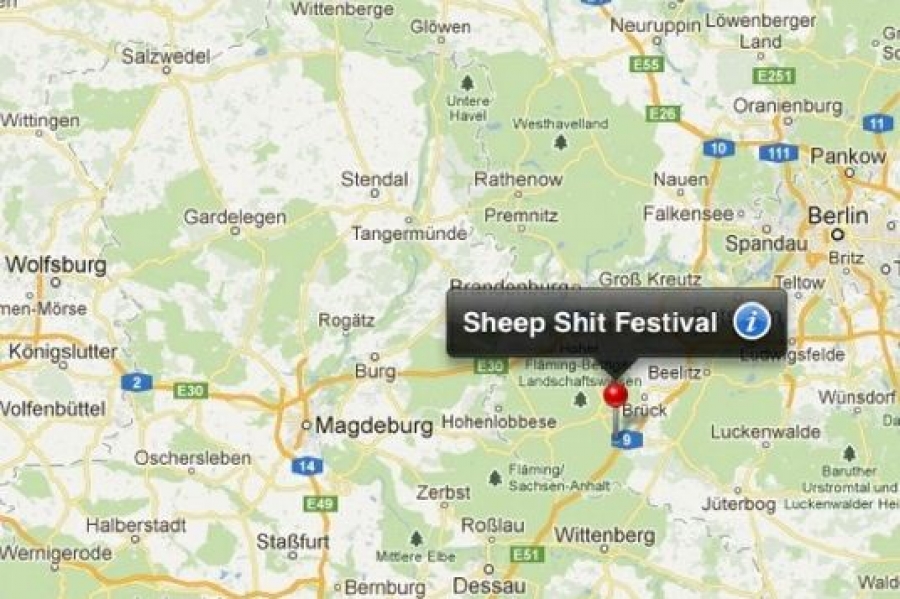 Wittenberge
Glöwen
Neuruppin
Löwenberger
Land
Salzwedel
E55
E251
Untere
Havel
E26
Oranienburg
Wittingen
Westhavelland
10
111
11
Pankow
Stendal
Rathenow
Nauen
Gardelegen
Premnitz
Falkensee
Berlin
Tangermünde
Spandau
Britz
Wolfsburg
Groß Kreutz
Teltow
men-Mörse
Brandenburg
Sheep Shit Festival i
Rogätz
Königslutter
Burg
E30
Fläming-
Landschaftswiesen
Beelitz
Ludwigsfelde
2
E30
Wolfenbüttel
Magdeburg
Hohenlobbese
Brück
Wünsdorf
9
Luckenwalde
Oschersleben
14
Fläming/
Sachsen-Anhalt
Baruther
Urstromtal und
Luckenwalder Hei
Zerbst
E49
Jüterbog
Halberstadt
Roßlau
Staßfurt
Wittenberg
Wernigerode
Mittlere Elbe
E51
Bernburg
Dessau
Wald